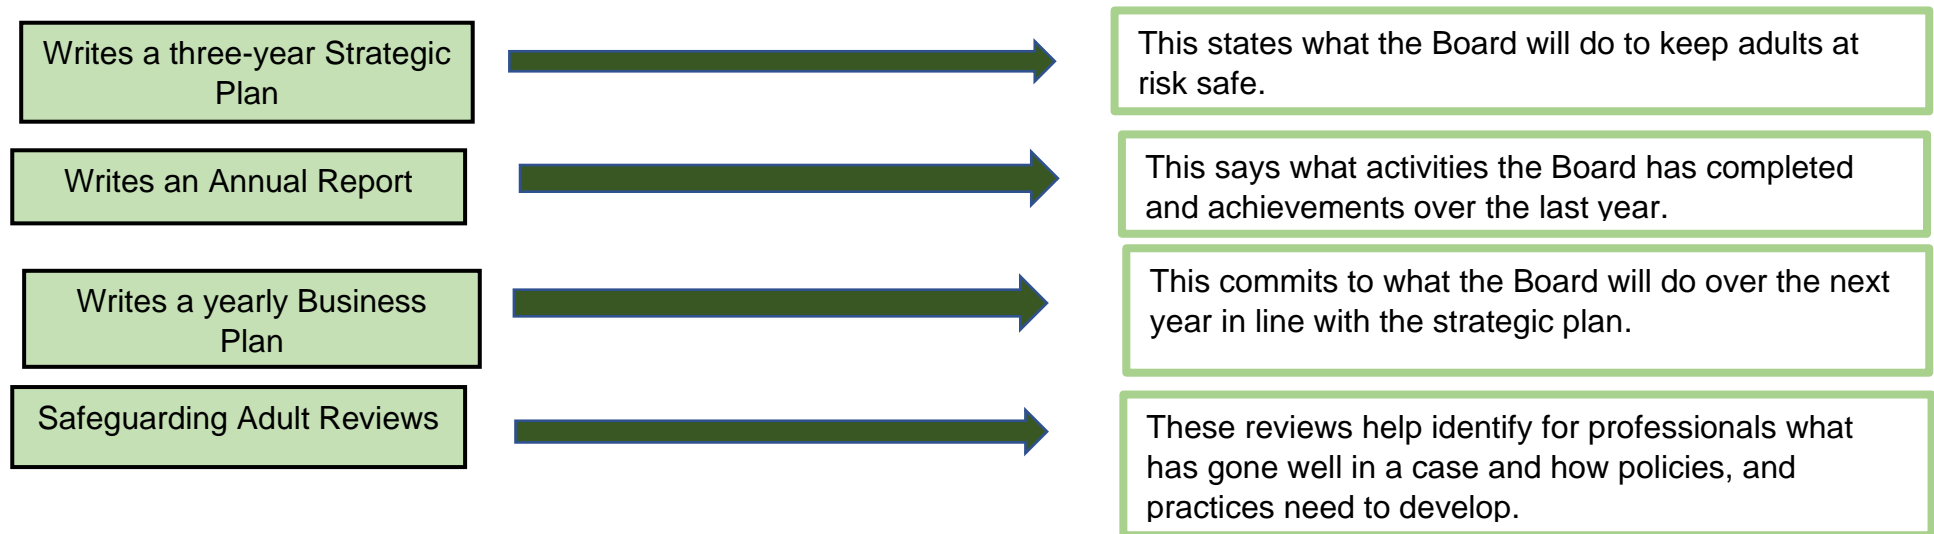 Writes a three-year Strategic
Plan
This states what the Board will do to keep adults at
risk safe.
Writes an Annual Report
This says what activities the Board has completed
and achievements over the last year.
Writes a yearly Business
Plan
This commits to what the Board will do over the next
year in line with the strategic plan.
Safeguarding Adult Reviews
These reviews help identify for professionals what
has gone well in a case and how policies, and
practices need to develop.